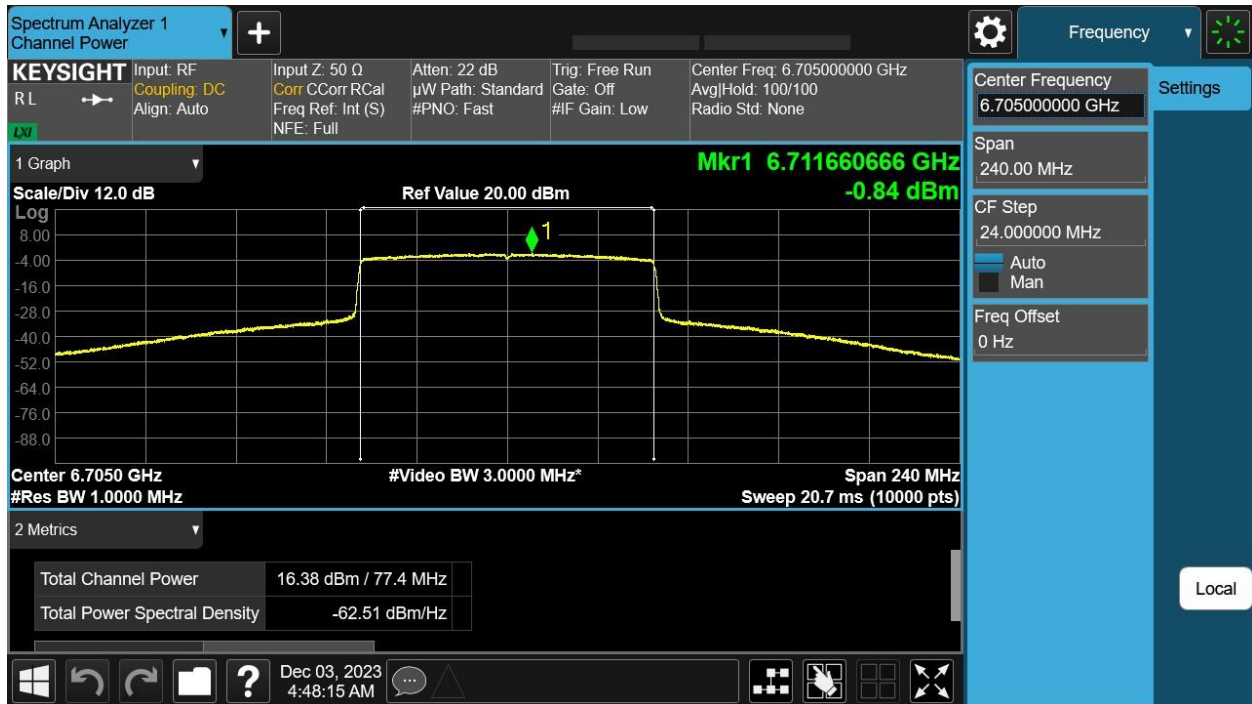 Spectrum Analyzer 1
Channel Power
+
Frequency
KEYSIGHT
R L
LXI
Input: RF
Coupling: DC
Align: Auto
Input Z: 50 Ω
Corr CCorr RCal
Freq Ref: Int (S)
NFE: Full
Atten: 22 dB
µW Path: Standard
#PNO: Fast
Trig: Free Run
Gate: Off
#IF Gain: Low
Center Freq: 6.705000000 GHz
Avg|Hold: 100/100
Radio Std: None
Center Frequency
6.705000000 GHz
Settings
Span
240.00 MHz
CF Step
24.000000 MHz
Auto
Man
Freq Offset
0 Hz
Local
1 Graph
Mkr1 6.711660666 GHz
Scale/Div 12.0 dB
Ref Value 20.00 dBm
-0.84 dBm
Log
1
8.00
-4.00
-16.0
-28.0
-40.0
-52.0
-64.0
-76.0
-88.0
Center 6.7050 GHz
#Video BW 3.0000 MHz*
Span 240 MHz
#Res BW 1.0000 MHz
Sweep 20.7 ms (10000 pts)
2 Metrics
Total Channel Power 16.38 dBm / 77.4 MHz
Total Power Spectral Density -62.51 dBm/Hz
?
Dec 03, 2023
4:48:15 AM